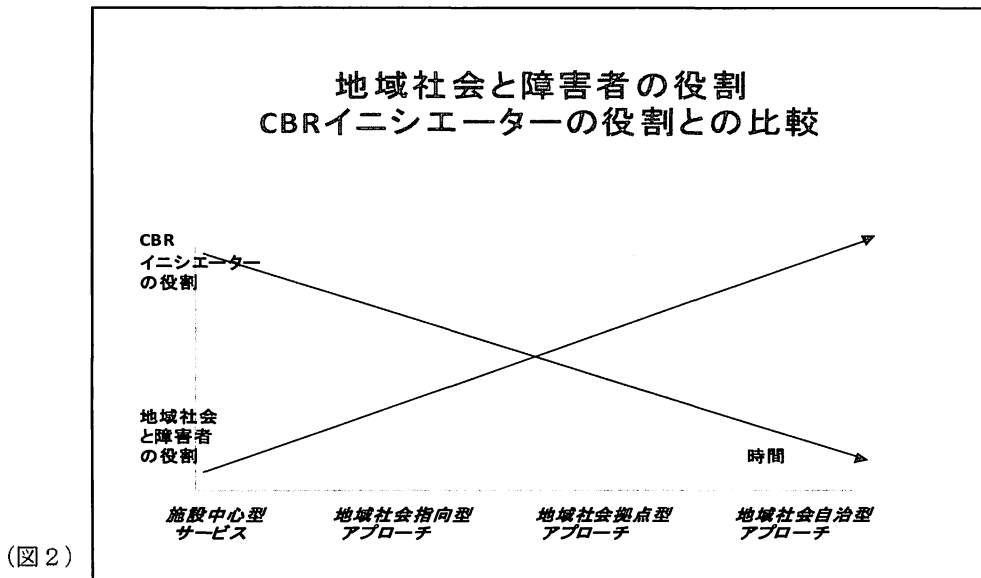 地域社会と障害者の役割
CBRイニシエーターの役割との比較
CBR
イニシエーター
の役割
地域社会
と障害者
の役割
時間
施設中心型
サービス
地域社会指向型
アプローチ
地域社会拠点型
アプローチ
地域社会自治型
アプローチ
(図2)